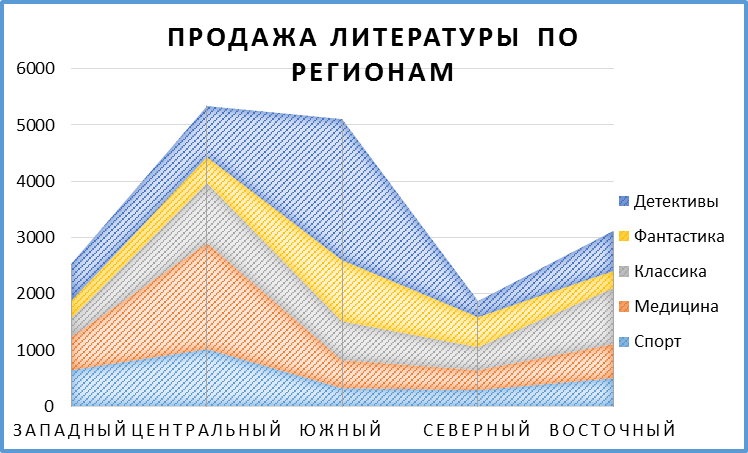 ПРОДАЖА ЛИТЕРАТУРЫ ПО
РЕГИОНАМ
6000
5000
4000
3000
2000
1000
0
ЗАПАДНЫЙ ЦЕНТРАЛЬНЫЙ ЮЖНЫЙ СЕВЕРНЫЙ ВОСТОЧНЫЙ
Детективы
Фантастика
Классика
Медицина
Спорт